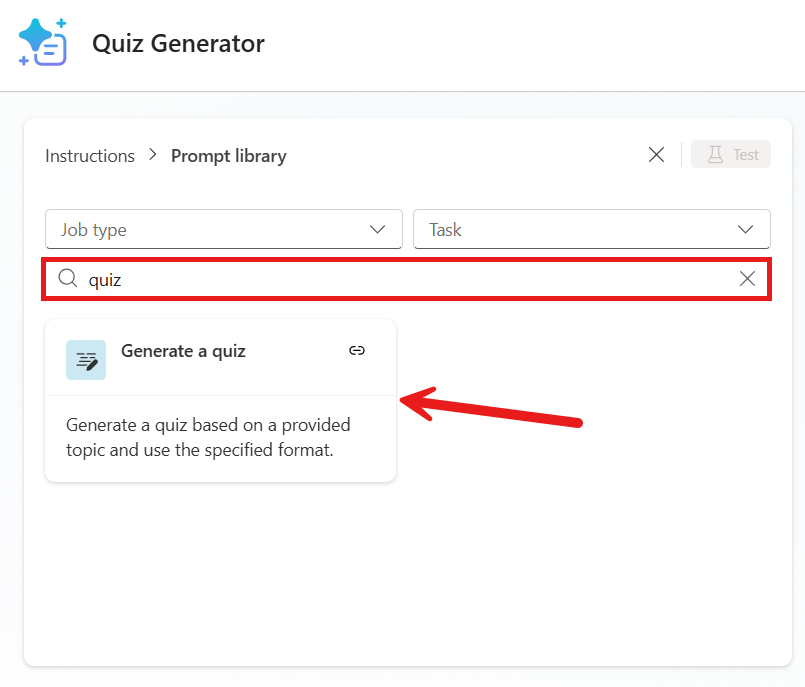 Quiz Generator
Instructions > Prompt library
Test
Job type
Task
quiz
Generate a quiz
Generate a quiz based on a provided
topic and use the specified format.